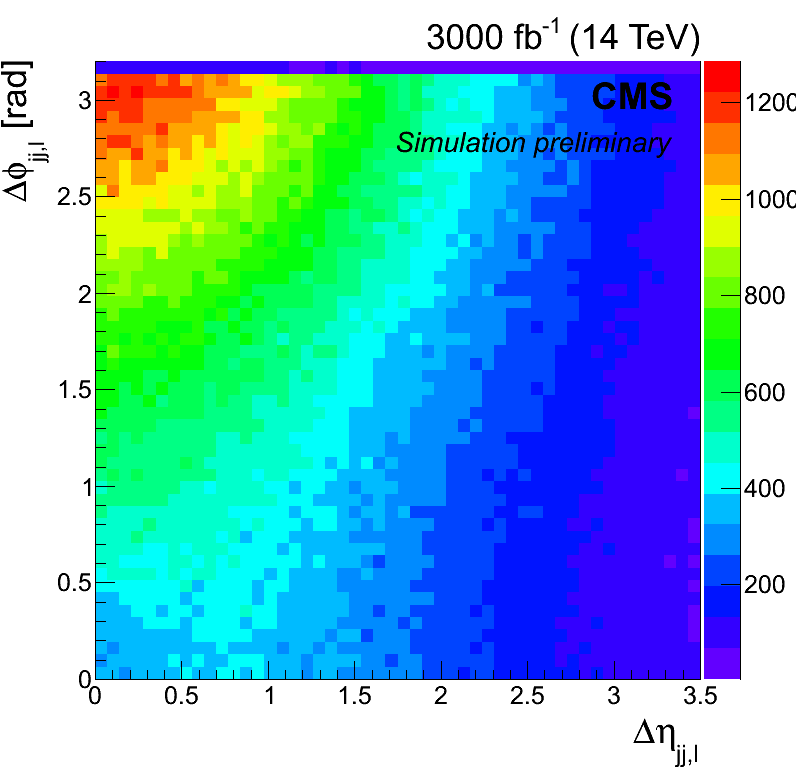 3000 fb-1 (14 TeV)
CMS
Simulation preliminary
Δϕjj,l [rad]
3
2.5
2
1.5
1
0.5
0
0 0.5 1 1.5 2 2.5 3 3.5
Δηjj,l
1200
1000
800
600
400
200